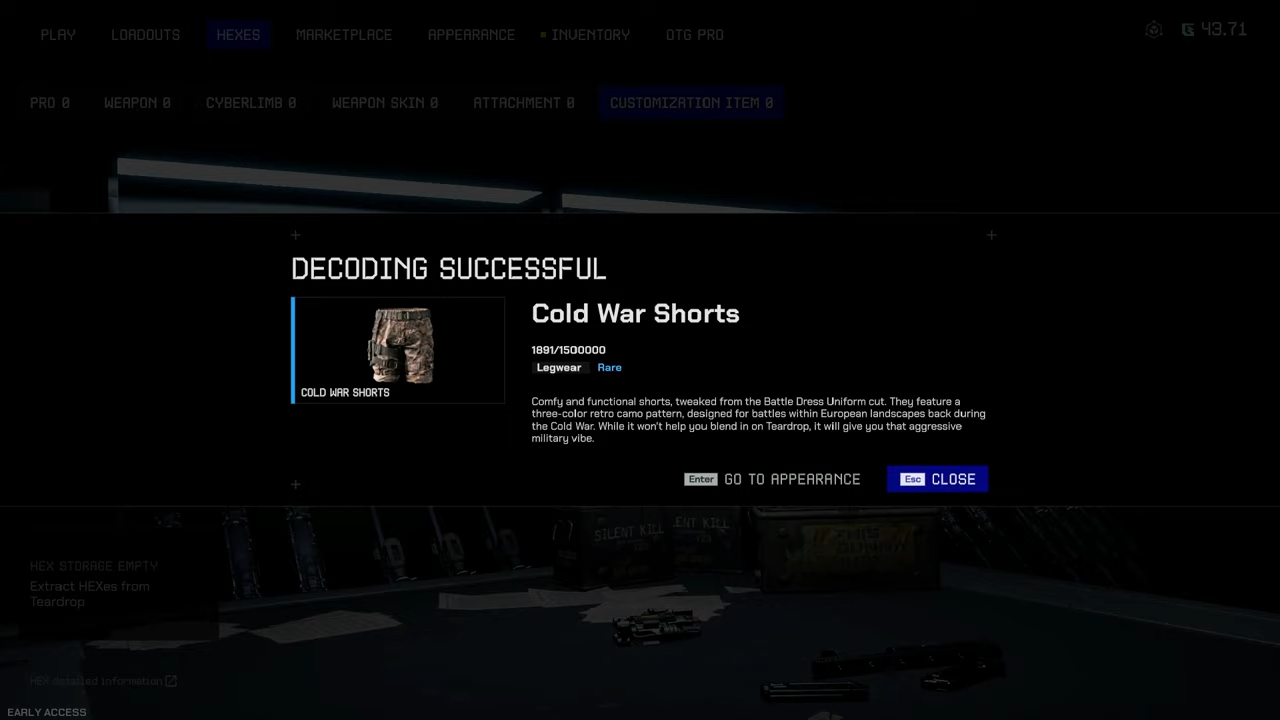 PLAY
LOADOUTS
HEXES
MARKETPLACE
APPEARANCE
INVENTORY
OTG PRO
43.71
PRO 0
WEAPON 0
CYBERLIMB 0
WEAPON SKIN 0
ATTACHMENT 0
CUSTOMIZATION ITEM 0
DECODING SUCCESSFUL
COLD WAR SHORTS
Cold War Shorts
1891/1500000
Legwear Rare
Comfy and functional shorts, tweaked from the Battle Dress Uniform cut. They feature a
three-color retro camo pattern, designed for battles within European landscapes back during
the Cold War. While it won't help you blend in on Teardrop, it will give you that aggressive
military vibe.
Enter GO TO APPEARANCE
Esc CLOSE
SILENT KILL
KILL
HEX STORAGE EMPTY
Extract HEXes from
Teardrop
HEX detailed information
EARLY ACCESS